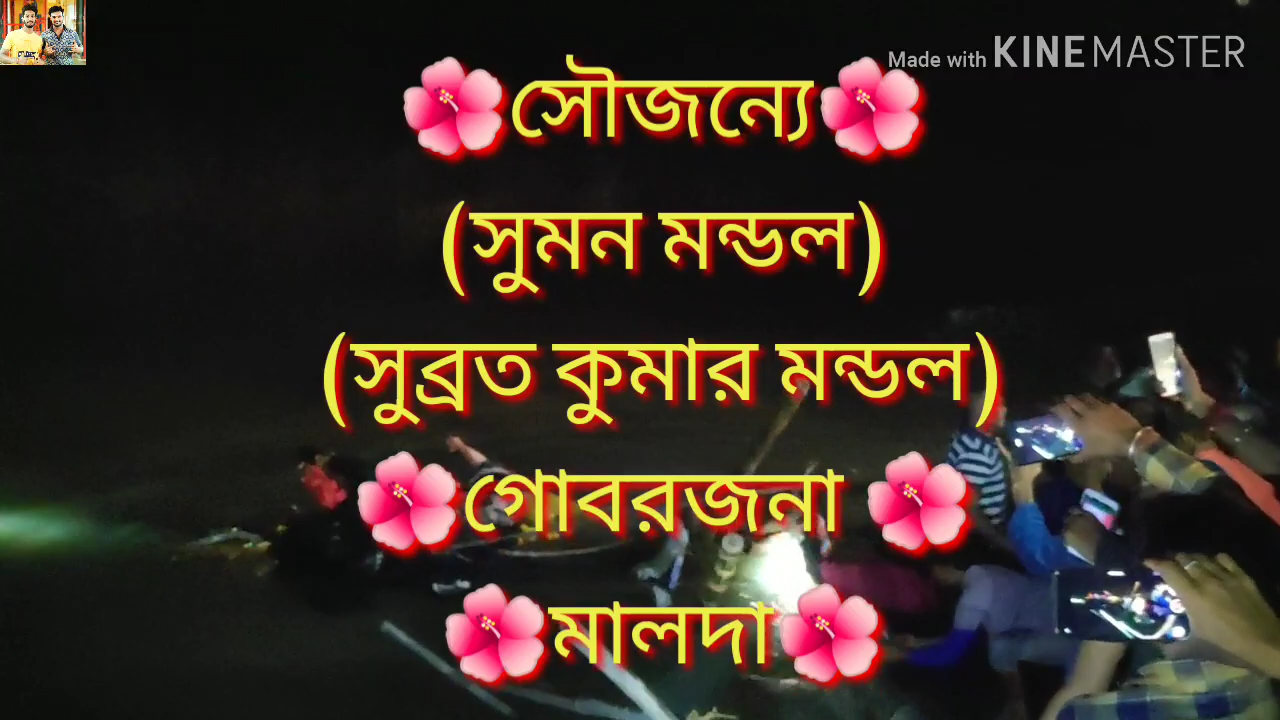 Made with KINEMASTER
🌺সৌজন্যে🌺
(সুমন মন্ডল)
(সুব্রত কুমার মন্ডল)
🌺গোবরজনা 🌺
🌺মালদা🌺